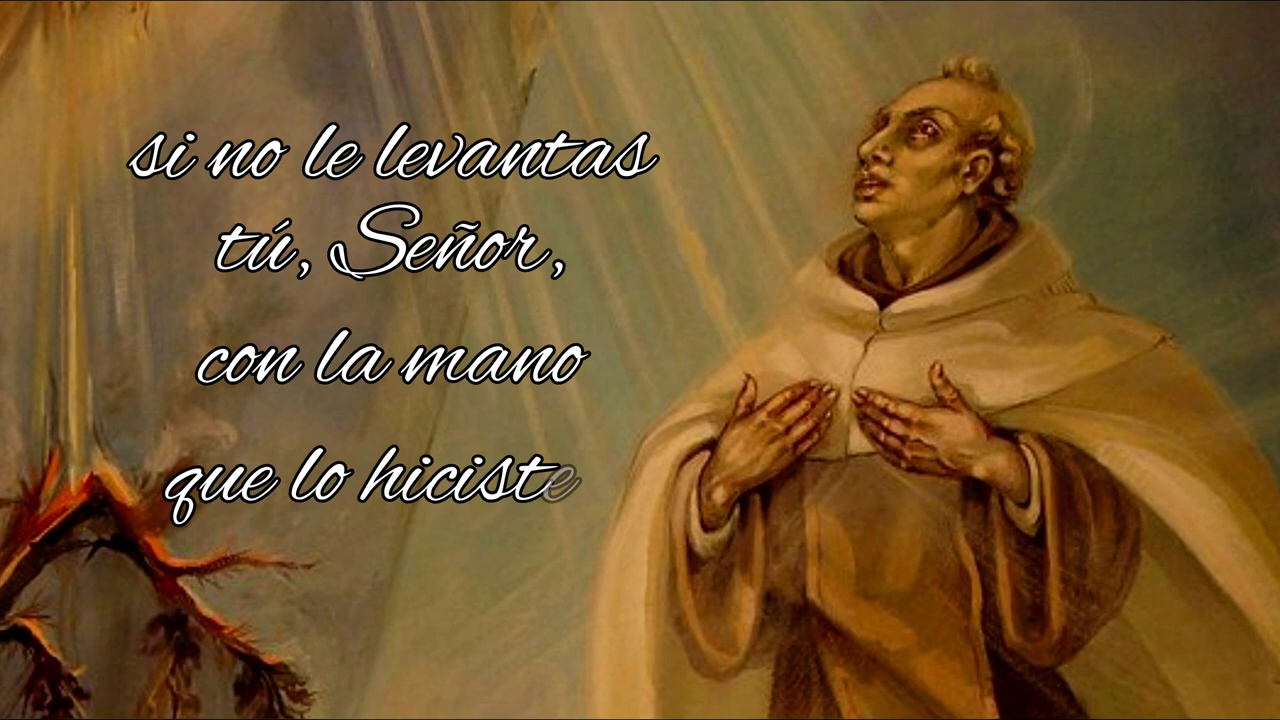 si no le levantas
tú, Señor,
con la mano
que lo hiciste